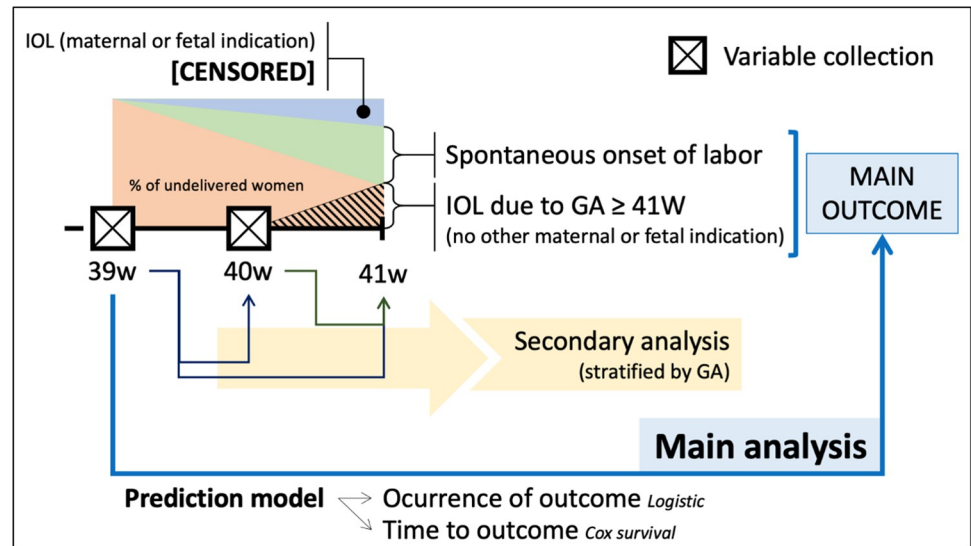 IOL (maternal or fetal indication)
[CENSORED]
Variable collection
% of undelivered women
Spontaneous onset of labor
IOL due to GA ≥ 41W
(no other maternal or fetal indication)
MAIN
OUTCOME
39w
40w
41w
Secondary analysis
(stratified by GA)
Main analysis
Prediction model
Ocurrence of outcome Logistic
Time to outcome Cox survival